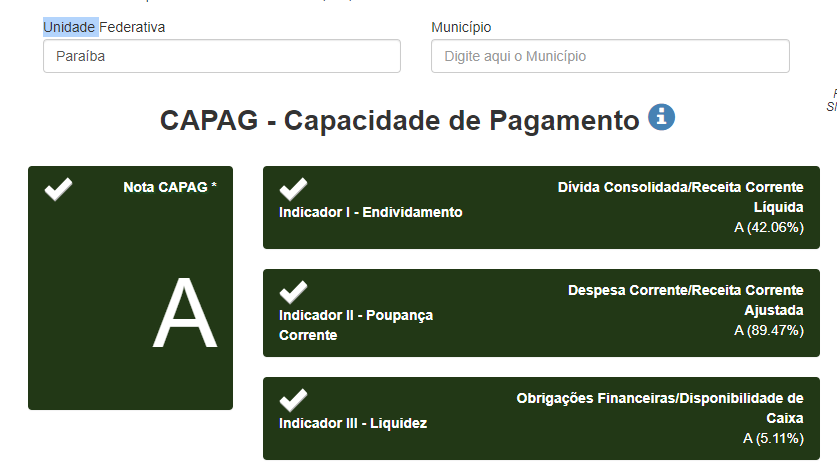 Unidade Federativa
Município
Paraíba
Digite aqui o Município
CAPAG - Capacidade de Pagamento
Nota CAPAG *
A
Indicador I - Endividamento
Dívida Consolidada/Receita Corrente
Líquida
A (42.06%)
Indicador II - Poupança
Corrente
Despesa Corrente/Receita Corrente
Ajustada
A (89.47%)
Indicador III - Liquidez
Obrigações Financeiras/Disponibilidade de
Caixa
A (5.11%)